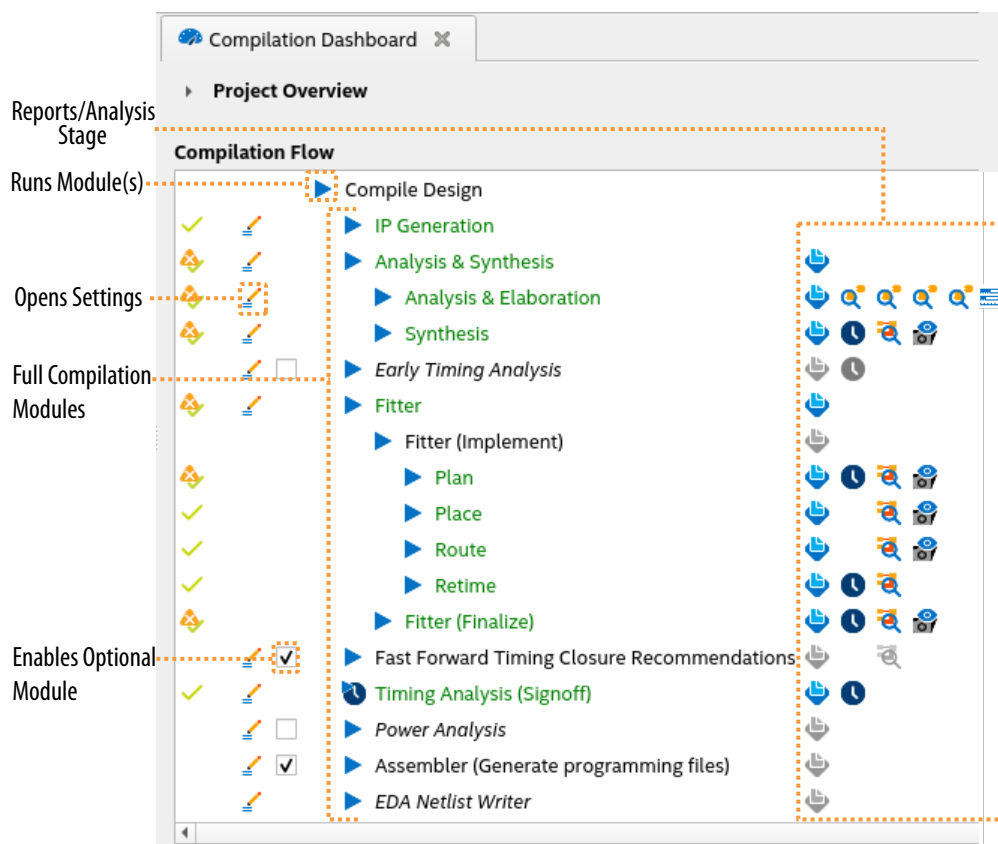 Compilation Dashboard
Project Overview
Reports/Analysis
Stage
Compilation Flow
Runs Module(s)
Compile Design
IP Generation
Analysis & Synthesis
Opens Settings
Analysis & Elaboration
Synthesis
Full Compilation
Modules
Early Timing Analysis
Fitter
Fitter (Implement)
Plan
Place
Route
Retime
Fitter (Finalize)
Enables Optional
Module
Fast Forward Timing Closure Recommendations
Timing Analysis (Signoff)
Power Analysis
Assembler (Generate programming files)
EDA Netlist Writer